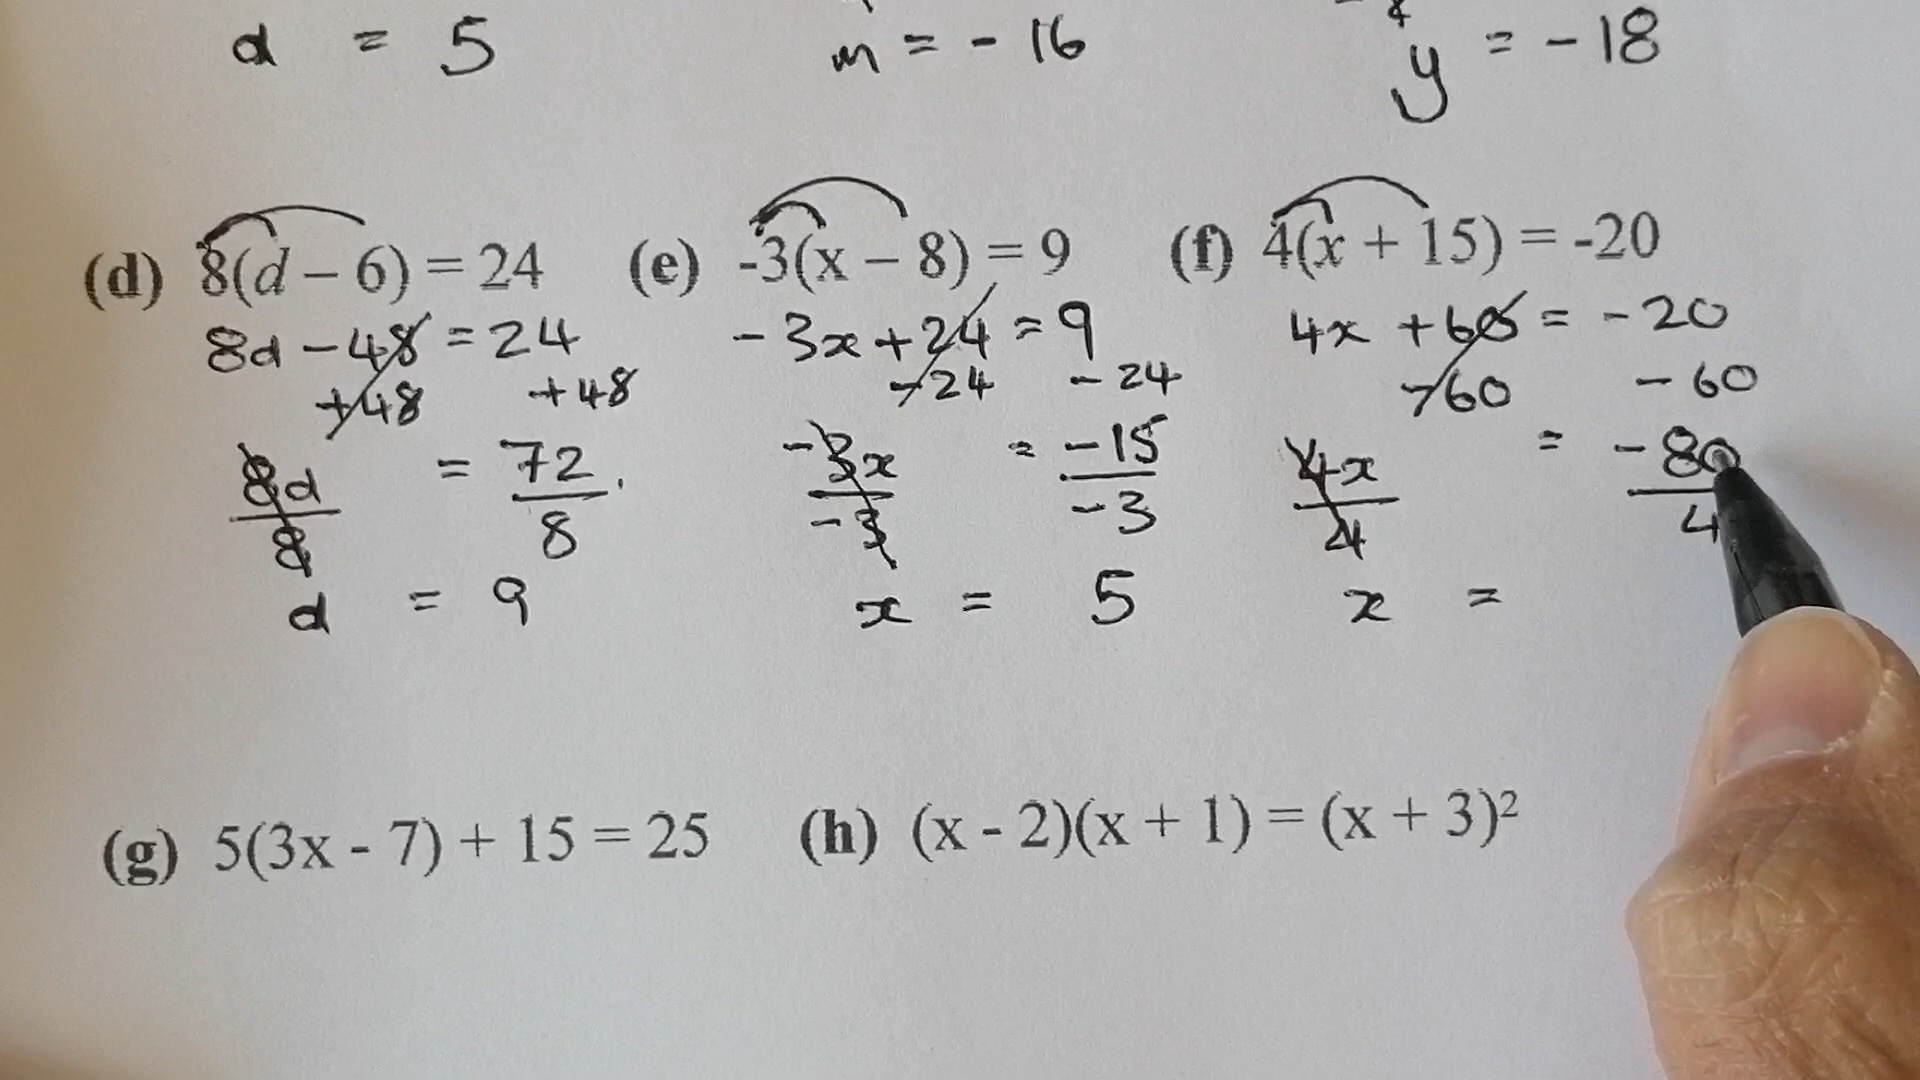 d = 5
m = - 16
y = - 18
(d) 8(d – 6) = 24
8d - 48 = 24
+48 +48
8d = 72
8 8
d = 9
(e) -3(x – 8) = 9
- 3x + 24 = 9
- 24 - 24
- 3x = - 15
- 3 - 3
x = 5
(f) 4(x + 15) = -20
4x + 60 = - 20
- 60 - 60
4x = - 80
4 4
x =
(g) 5(3x - 7) + 15 = 25
(h) (x - 2)(x + 1) = (x + 3)²